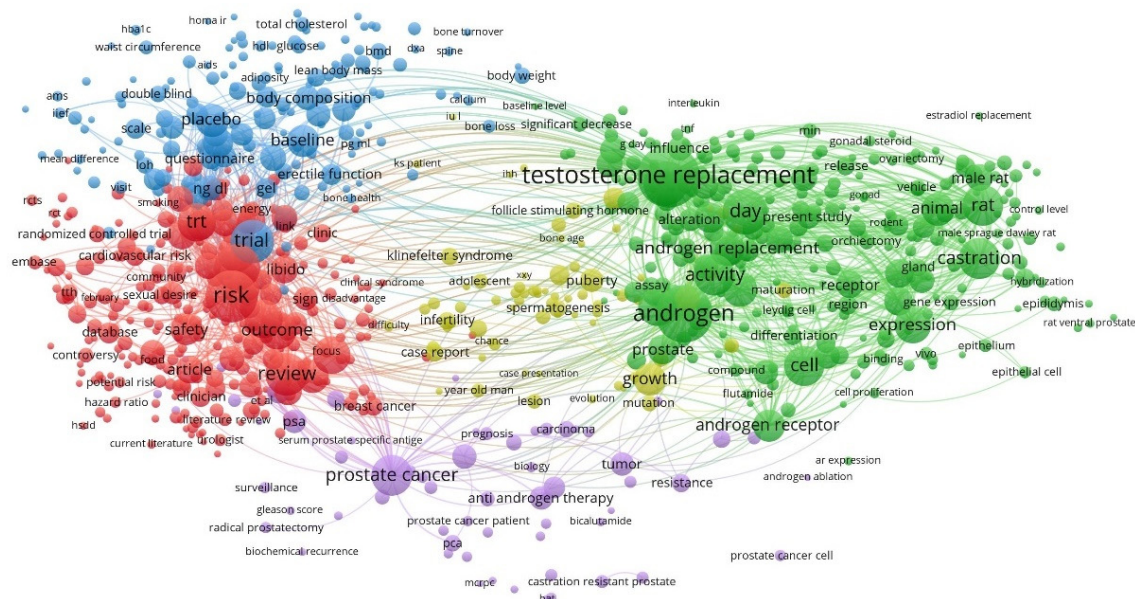 homa ir
hba1c
total cholesterol
bone turnover
waist circumference
hdl
glucose
bmd
dxa
spine
aids
adiposity
lean body mass
body weight
ams
double blind
body composition
calcium
baseline level
interleukin
estradiol replacement
iief
placebo
iu l
scale
baseline
pg ml
bone loss
significant decrease
tnf
min
gonadal steroid
g day
influence
mean difference
loh
questionnaire
ks patient
release
ovariectomy
visit
ng dl
gel
erectile function
ihh
testosterone replacement
vehicle
male rat
rcts
smoking
bone health
gonad
rct
trt
energy
link
follicle stimulating hormone
alteration
day
present study
rodent
animal
rat
control level
randomized controlled trial
trial
clinic
bone age
orchiectomy
male sprague dawley rat
embase
cardiovascular risk
klinefelter syndrome
androgen replacement
gland
castration
community
libido
adolescent
xxy
puberty
assay
activity
receptor
hybridization
tth
february
sexual desire
risk
sign
clinical syndrome
disadvantage
maturation
region
gene expression
epididymis
database
safety
outcome
difficulty
infertility
spermatogenesis
androgen
leydig cell
expression
rat ventral prostate
controversy
food
focus
chance
case report
prostate
differentiation
epithelium
potential risk
article
review
case presentation
growth
compound
cell
binding
vivo
epithelial cell
hazard ratio
clinician
et al
breast cancer
year old man
lesion
evolution
mutation
flutamide
cell proliferation
hsdd
literature review
psa
androgen receptor
current literature
urologist
serum prostate specific antige
prognosis
carcinoma
prostate cancer
biology
tumor
ar expression
surveillance
anti androgen therapy
resistance
androgen ablation
gleason score
radical prostatectomy
prostate cancer patient
bicalutamide
biochemical recurrence
pca
prostate cancer cell
mcrpc
castration resistant prostate